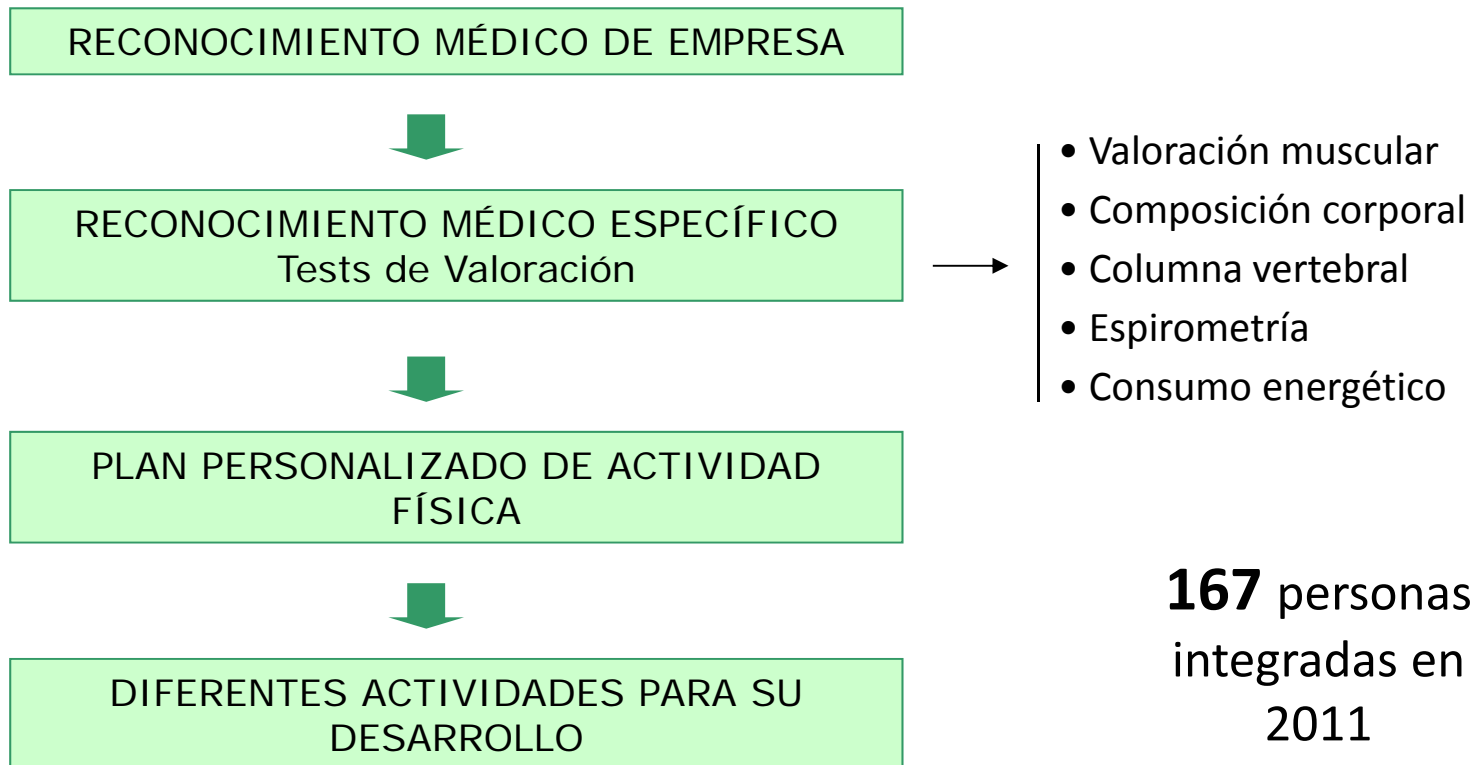 RECONOCIMIENTO MÉDICO DE EMPRESA
RECONOCIMIENTO MÉDICO ESPECÍFICO
Tests de Valoración
• Valoración muscular
• Composición corporal
• Columna vertebral
• Espirometría
• Consumo energético
PLAN PERSONALIZADO DE ACTIVIDAD
FÍSICA
DIFERENTES ACTIVIDADES PARA SU
DESARROLLO
167 personas
integradas en
2011